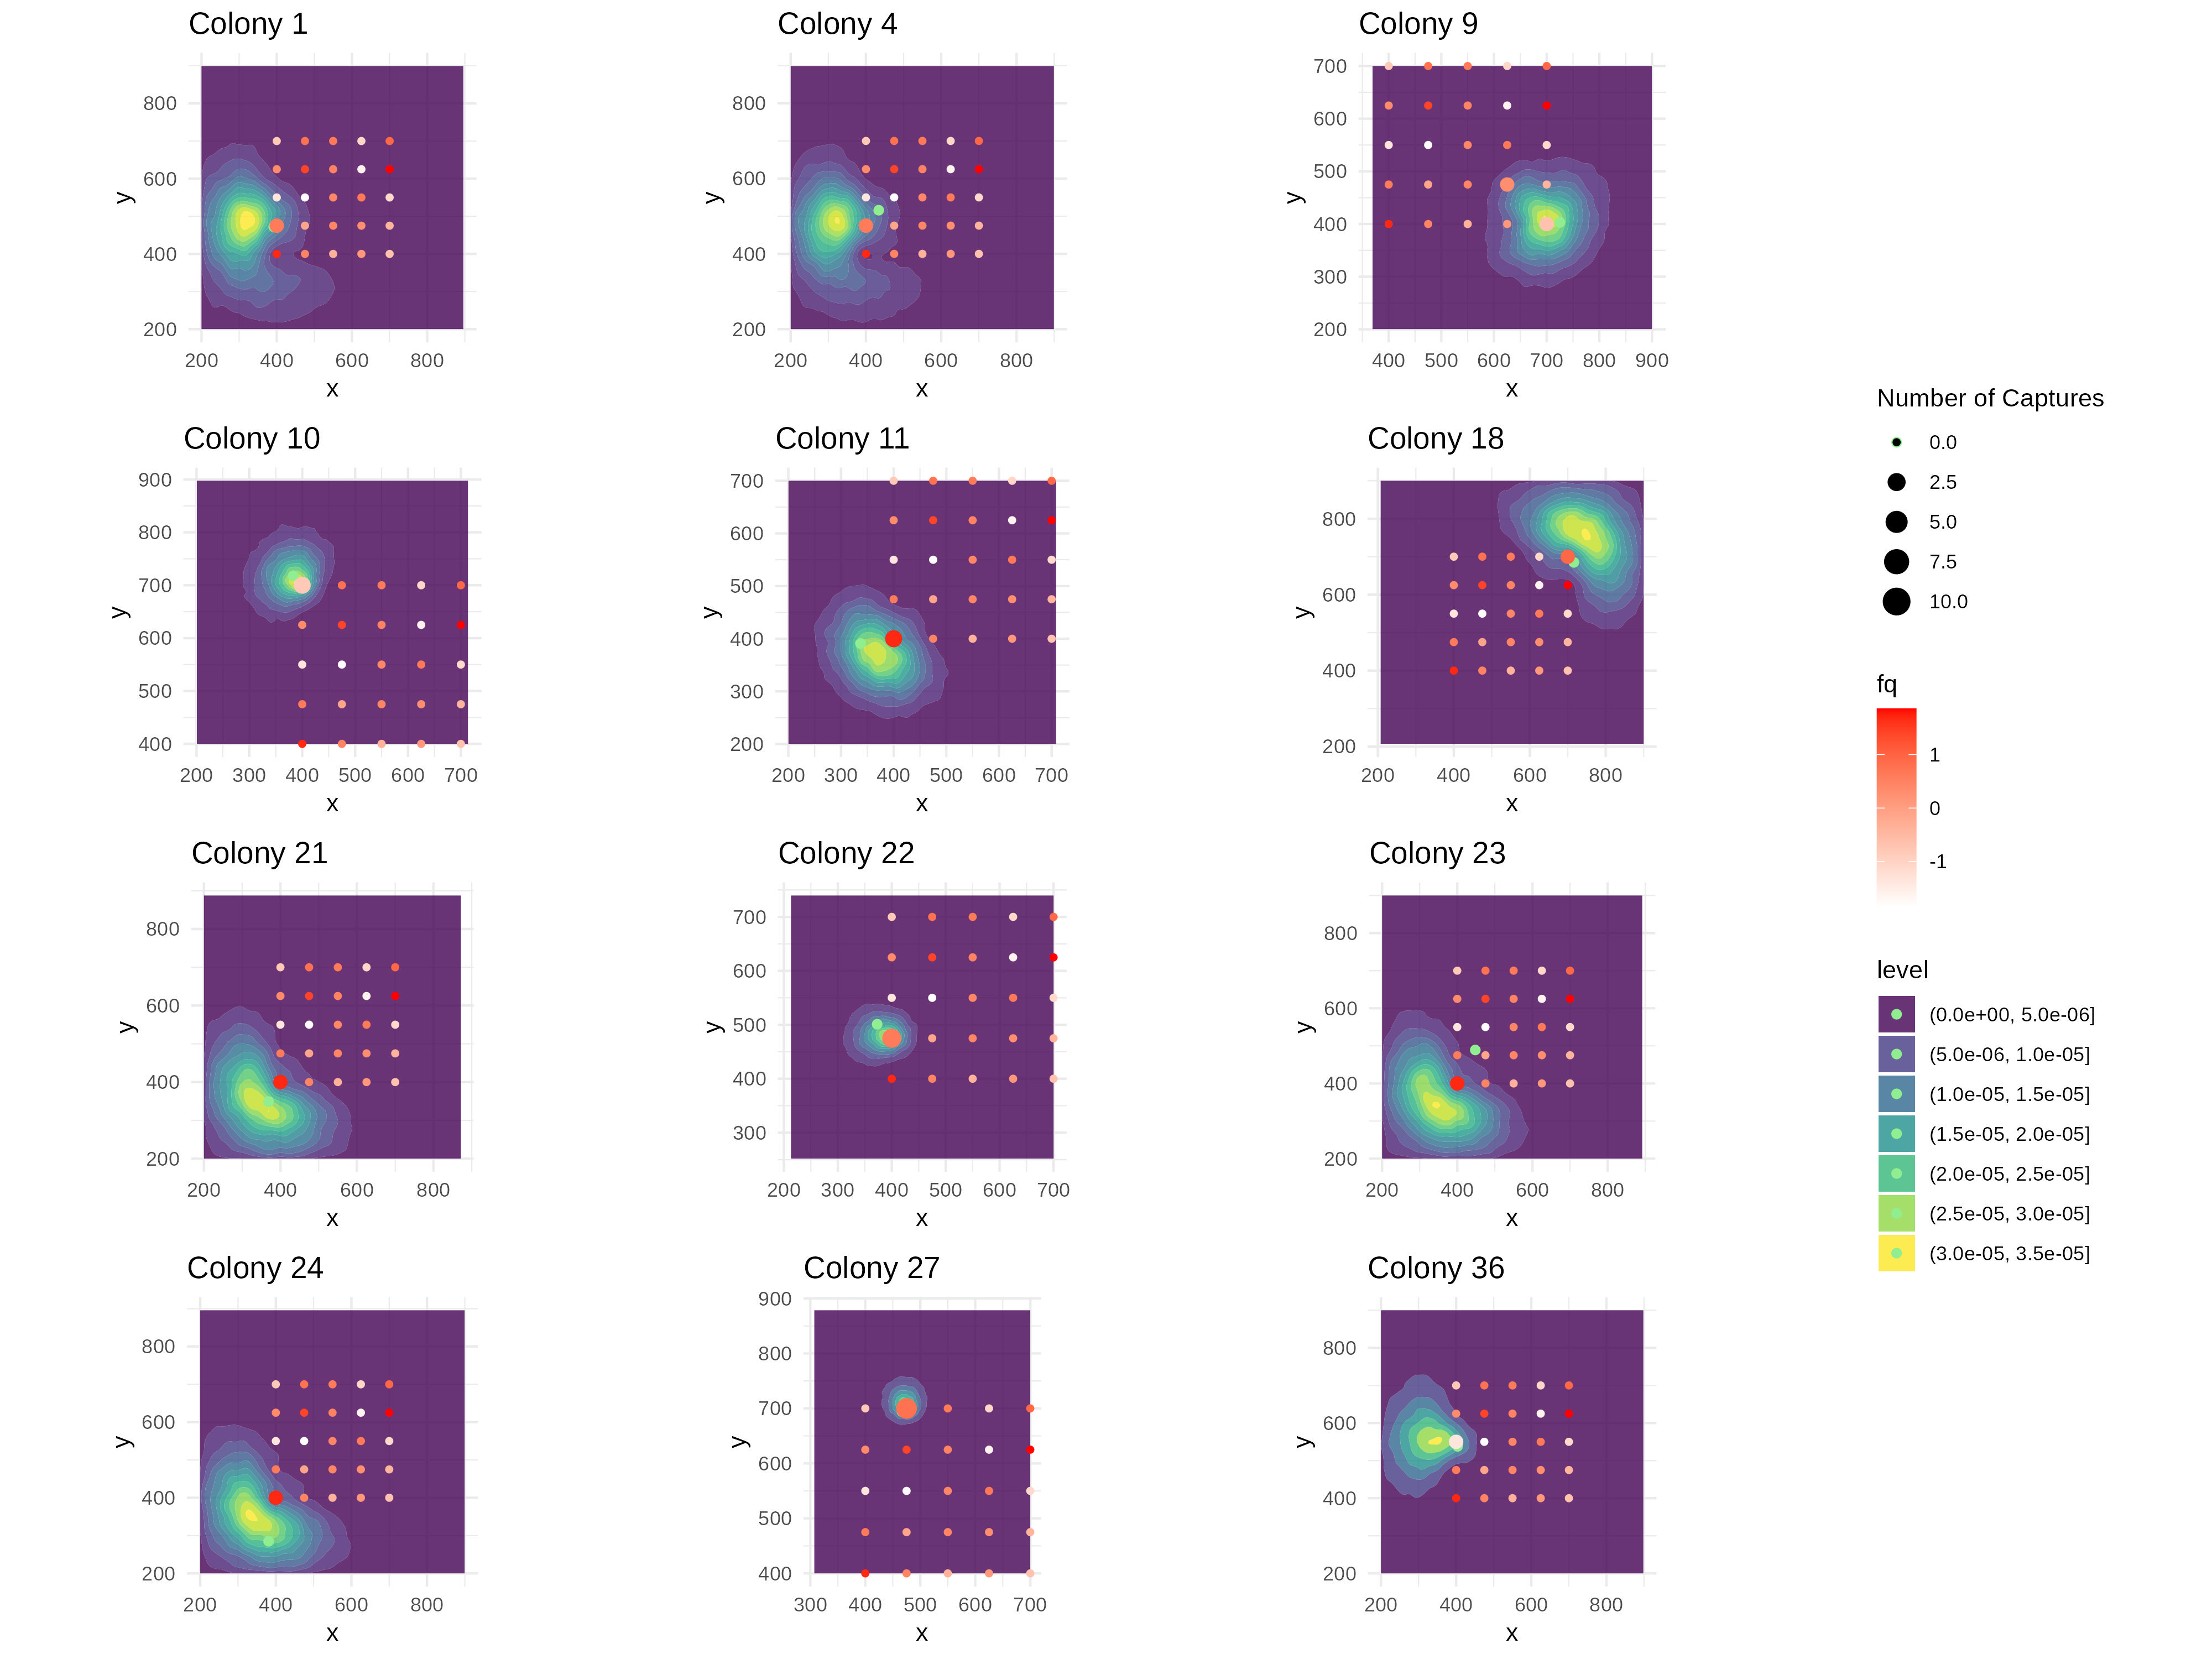 Colony 1
Colony 4
Colony 9
800
600
400
200
y
200 400 600 800
x
800
600
400
200
y
200 400 600 800
x
700
600
500
400
300
200
y
400 500 600 700 800 900
x
Colony 10
Colony 11
Colony 18
900
800
700
600
500
400
y
200 300 400 500 600 700
x
700
600
500
400
300
200
y
200 300 400 500 600 700
x
800
600
400
200
y
200 400 600 800
x
Colony 21
Colony 22
Colony 23
800
600
400
200
y
200 400 600 800
x
700
600
500
400
300
y
200 300 400 500 600 700
x
800
600
400
200
y
200 400 600 800
x
Colony 24
Colony 27
Colony 36
800
600
400
200
y
200 400 600 800
x
900
800
700
600
500
400
y
300 400 500 600 700
x
800
600
400
200
y
200 400 600 800
x
Number of Captures
0.0
2.5
5.0
7.5
10.0
fq
1
0
-1
level
(0.0e+00, 5.0e-06]
(5.0e-06, 1.0e-05]
(1.0e-05, 1.5e-05]
(1.5e-05, 2.0e-05]
(2.0e-05, 2.5e-05]
(2.5e-05, 3.0e-05]
(3.0e-05, 3.5e-05]